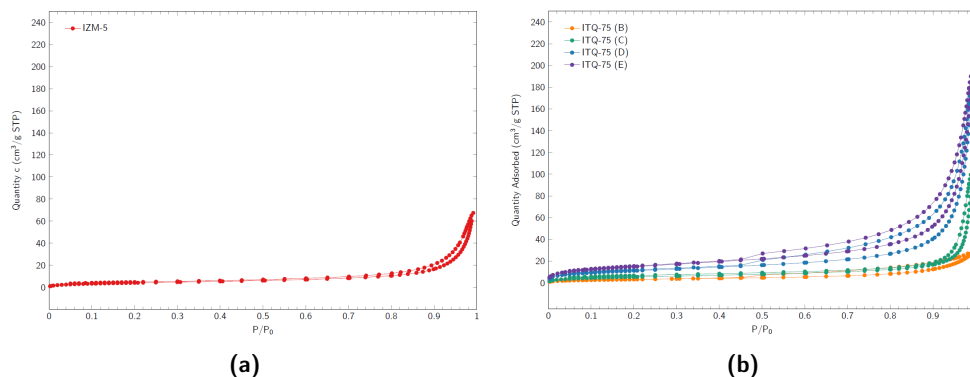 240
220
200
180
160
140
120
100
80
60
40
20
0
Quantity c (cm³/g STP)
IZM-5
0 0.1 0.2 0.3 0.4 0.5 0.6 0.7 0.8 0.9 1
P/P₀
(a)
240
220
200
180
160
140
120
100
80
60
40
20
0
Quantity Adsorbed (cm³/g STP)
ITQ-75 (B)
ITQ-75 (C)
ITQ-75 (D)
ITQ-75 (E)
0 0.1 0.2 0.3 0.4 0.5 0.6 0.7 0.8 0.9
P/P₀
(b)